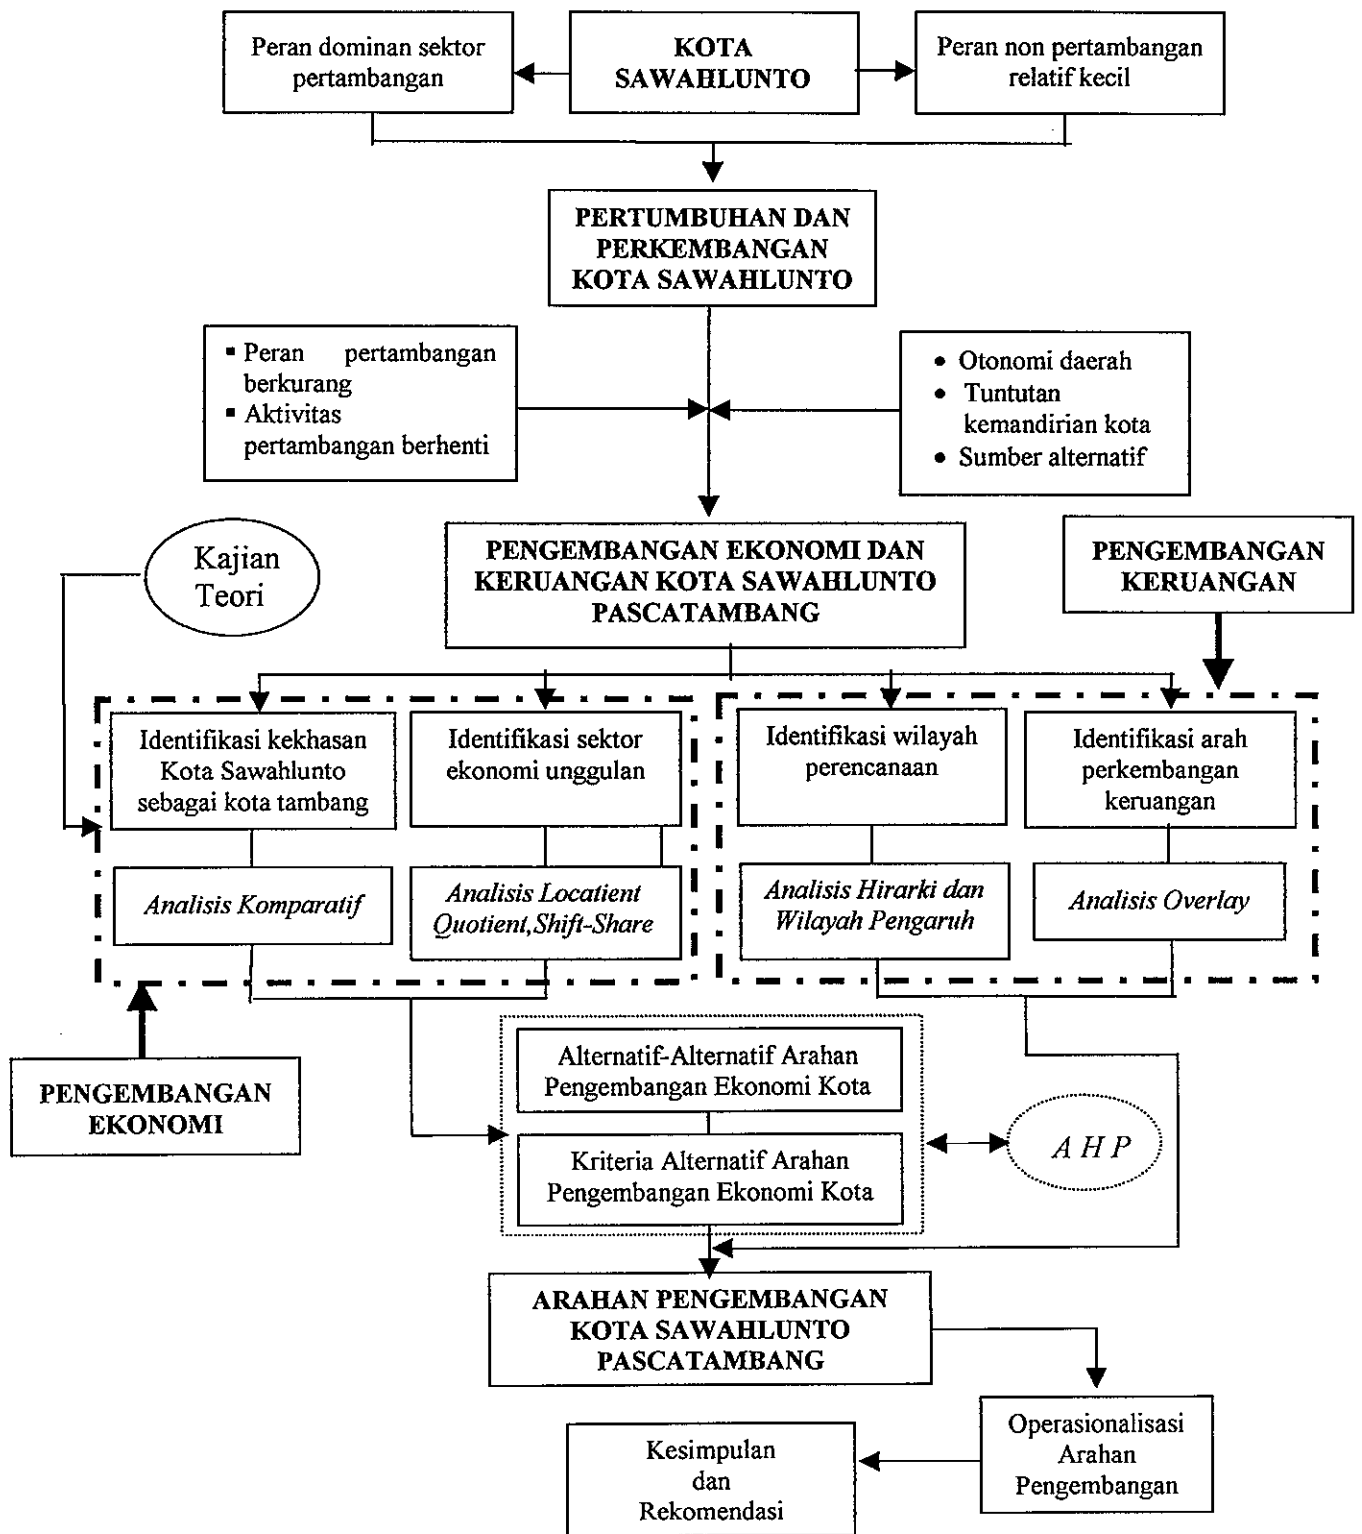 Peran dominan sektor
pertambangan
KOTA
SAWAHLUNTO
Peran non pertambangan
relatif kecil
PERTUMBUHAN DAN
PERKEMBANGAN
KOTA SAWAHLUNTO
▪ Peran pertambangan
berkurang
▪ Aktivitas
pertambangan berhenti
• Otonomi daerah
• Tuntutan
kemandirian kota
• Sumber alternatif
Kajian
Teori
PENGEMBANGAN EKONOMI DAN
KERUANGAN KOTA SAWAHLUNTO
PASCATAMBANG
PENGEMBANGAN
KERUANGAN
Identifikasi kekhasan
Kota Sawahlunto
sebagai kota tambang
Identifikasi sektor
ekonomi unggulan
Identifikasi wilayah
perencanaan
Identifikasi arah
perkembangan
keruangan
Analisis Komparatif
Analisis Locatient
Quotient,Shift-Share
Analisis Hirarki dan
Wilayah Pengaruh
Analisis Overlay
PENGEMBANGAN
EKONOMI
Alternatif-Alternatif Arahan
Pengembangan Ekonomi Kota
Kriteria Alternatif Arahan
Pengembangan Ekonomi Kota
A H P
ARAHAN PENGEMBANGAN
KOTA SAWAHLUNTO
PASCATAMBANG
Operasionalisasi
Arahan
Pengembangan
Kesimpulan
dan
Rekomendasi